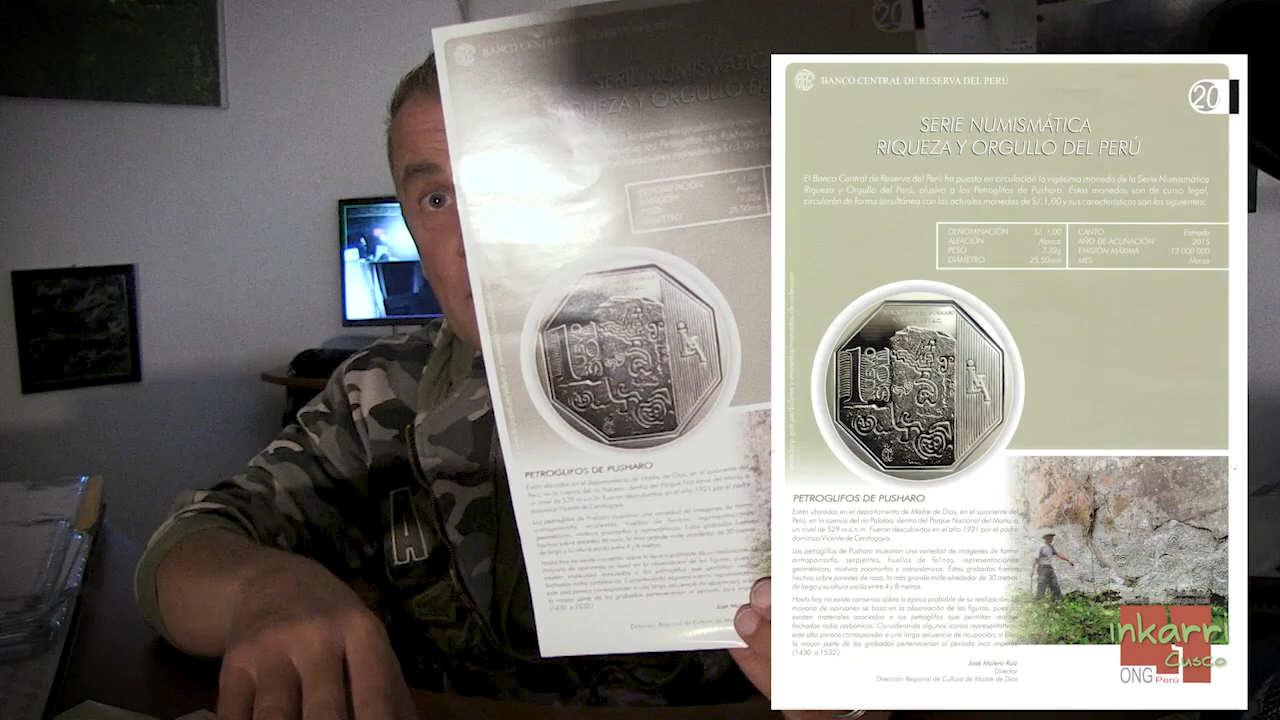 BANCO CENTRAL DE RESERVA DEL PERÚ
20
SERIE NUMISMÁTICA
RIQUEZA Y ORGULLO DEL PERÚ
El Banco Central de Reserva del Perú ha puesto en circulación la vigésima moneda de la Serie Numismática
Riqueza y Orgullo del Perú, alusiva a los Petroglifos de Pusharo. Estas monedas son de curso legal,
circularán de forma simultánea con las actuales monedas de S/. 1,00 y sus características son las siguientes:
DENOMINACIÓN S/. 1,00
ALEACIÓN Alpaca
PESO 7,32g
DIÁMETRO 25,50mm
CANTO Estriado
AÑO DE ACUÑACIÓN 2015
EMISIÓN MÁXIMA 12 000 000
MES Marzo
1 UN NUEVO SOL
PETROGLIFOS DE PUSHARO
Están ubicados en el departamento de Madre de Dios, en el suroriente del
Perú, en la cuenca del río Palotoa, dentro del Parque Nacional del Manu, a
un nivel de 529 m.s.n.m. Fueron descubiertos en el año 1921 por el padre
dominico Vicente de Cenitagoya.
Los petroglifos de Pusharo muestran una variedad de imágenes de forma
antropomorfa, serpientes, huellas de felinos, representaciones
geométricas, motivos zoomorfos y astronómicos. Estos grabados fueron
hechos sobre paredes de roca, la más grande mide alrededor de 30 metros
de largo y su altura oscila entre 4 y 8 metros.
Hasta hoy no existe consenso sobre la época probable de su realización. La
mayoría de opiniones se basa en la observación de las figuras, pues no
existen materiales asociados a los petroglifos que permitan realizar
fechados radio carbónicos. Considerando algunos iconos representativos,
este sitio parece corresponder a una larga secuencia de ocupación, si bien
la mayor parte de los grabados pertenecerían al periodo inca imperial
(1430 a 1532)
José Molero Ruiz
Director
Dirección Regional de Cultura de Madre de Dios
inkarri
Cusco
ONG Perú
PETROGLIFOS DE PUSHARO